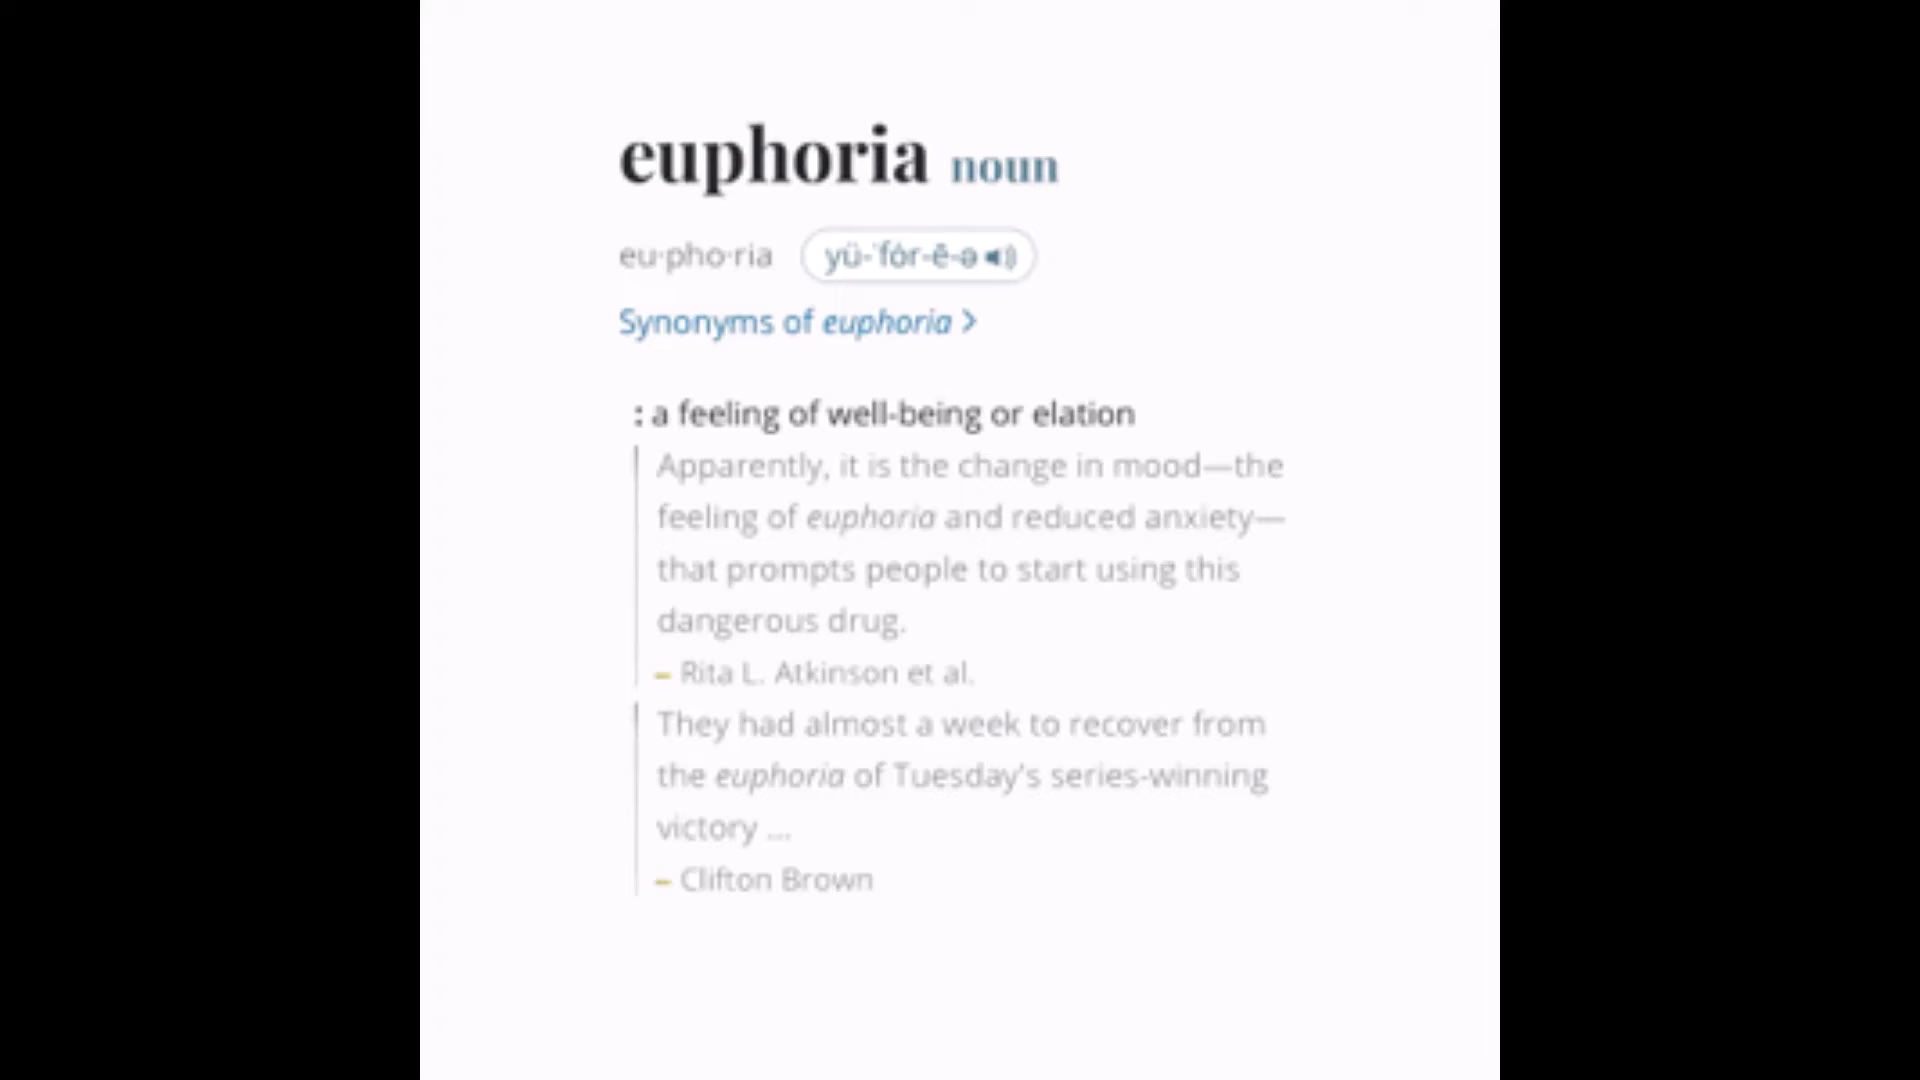 euphoria noun
eu·pho·ria yü-ˈfȯr-ē-ə
Synonyms of euphoria >
: a feeling of well-being or elation
Apparently, it is the change in mood—the
feeling of euphoria and reduced anxiety—
that prompts people to start using this
dangerous drug.
– Rita L. Atkinson et al.
They had almost a week to recover from
the euphoria of Tuesday's series-winning
victory ...
– Clifton Brown